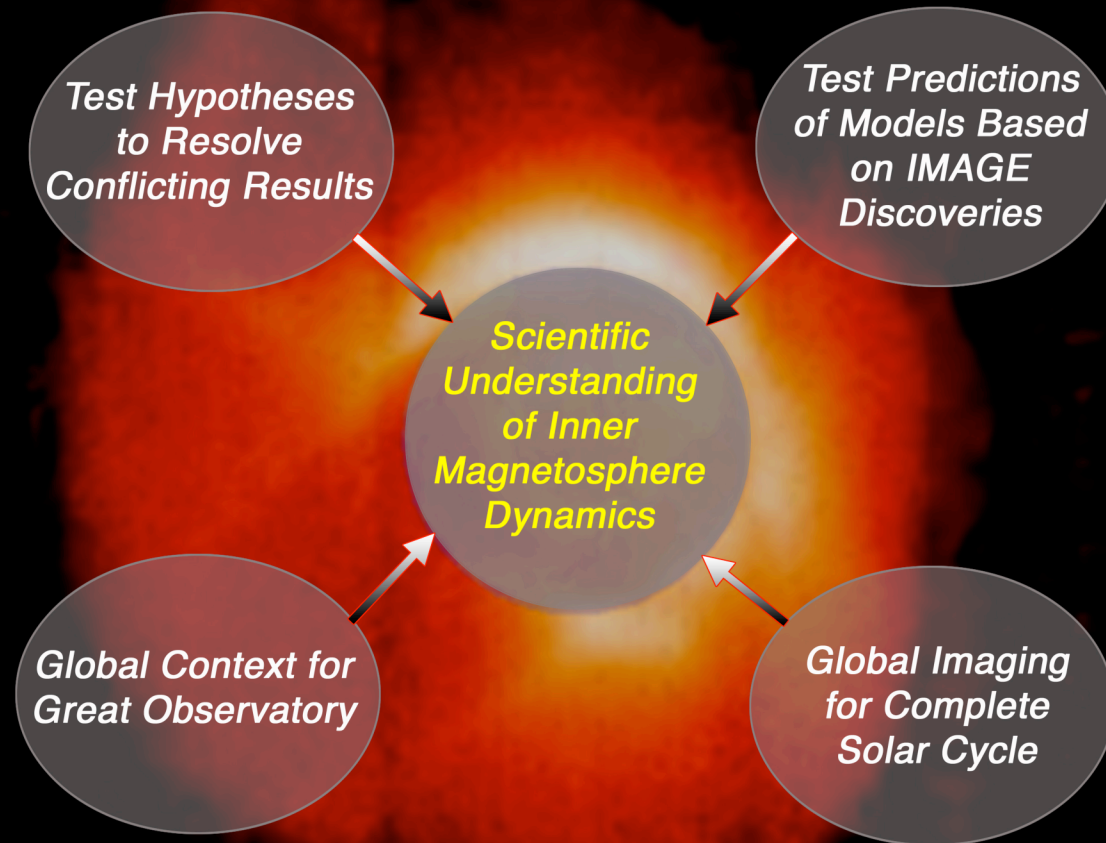 Test Hypotheses
to Resolve
Conflicting Results
Test Predictions
of Models Based
on IMAGE
Discoveries
Scientific
Understanding
of Inner
Magnetosphere
Dynamics
Global Context for
Great Observatory
Global Imaging
for Complete
Solar Cycle